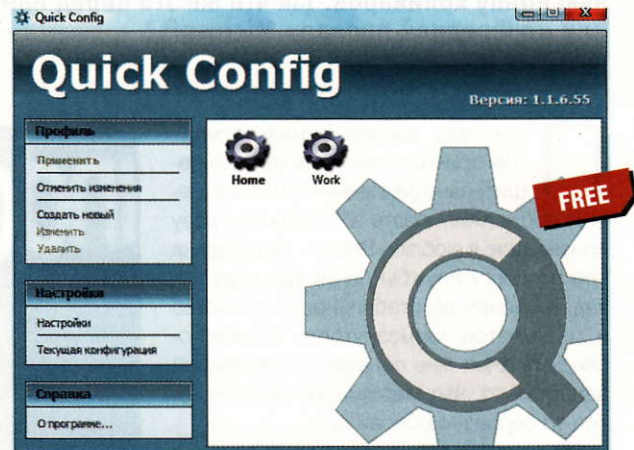 Quick Config
Quick Config
Версия: 1.1.6.55
Профиль
Применить
Отменить изменения
Создать новый
Изменить
Удалить
Настройки
Настройки
Текущая конфигурация
Справка
О программе...
Home
Work
FREE